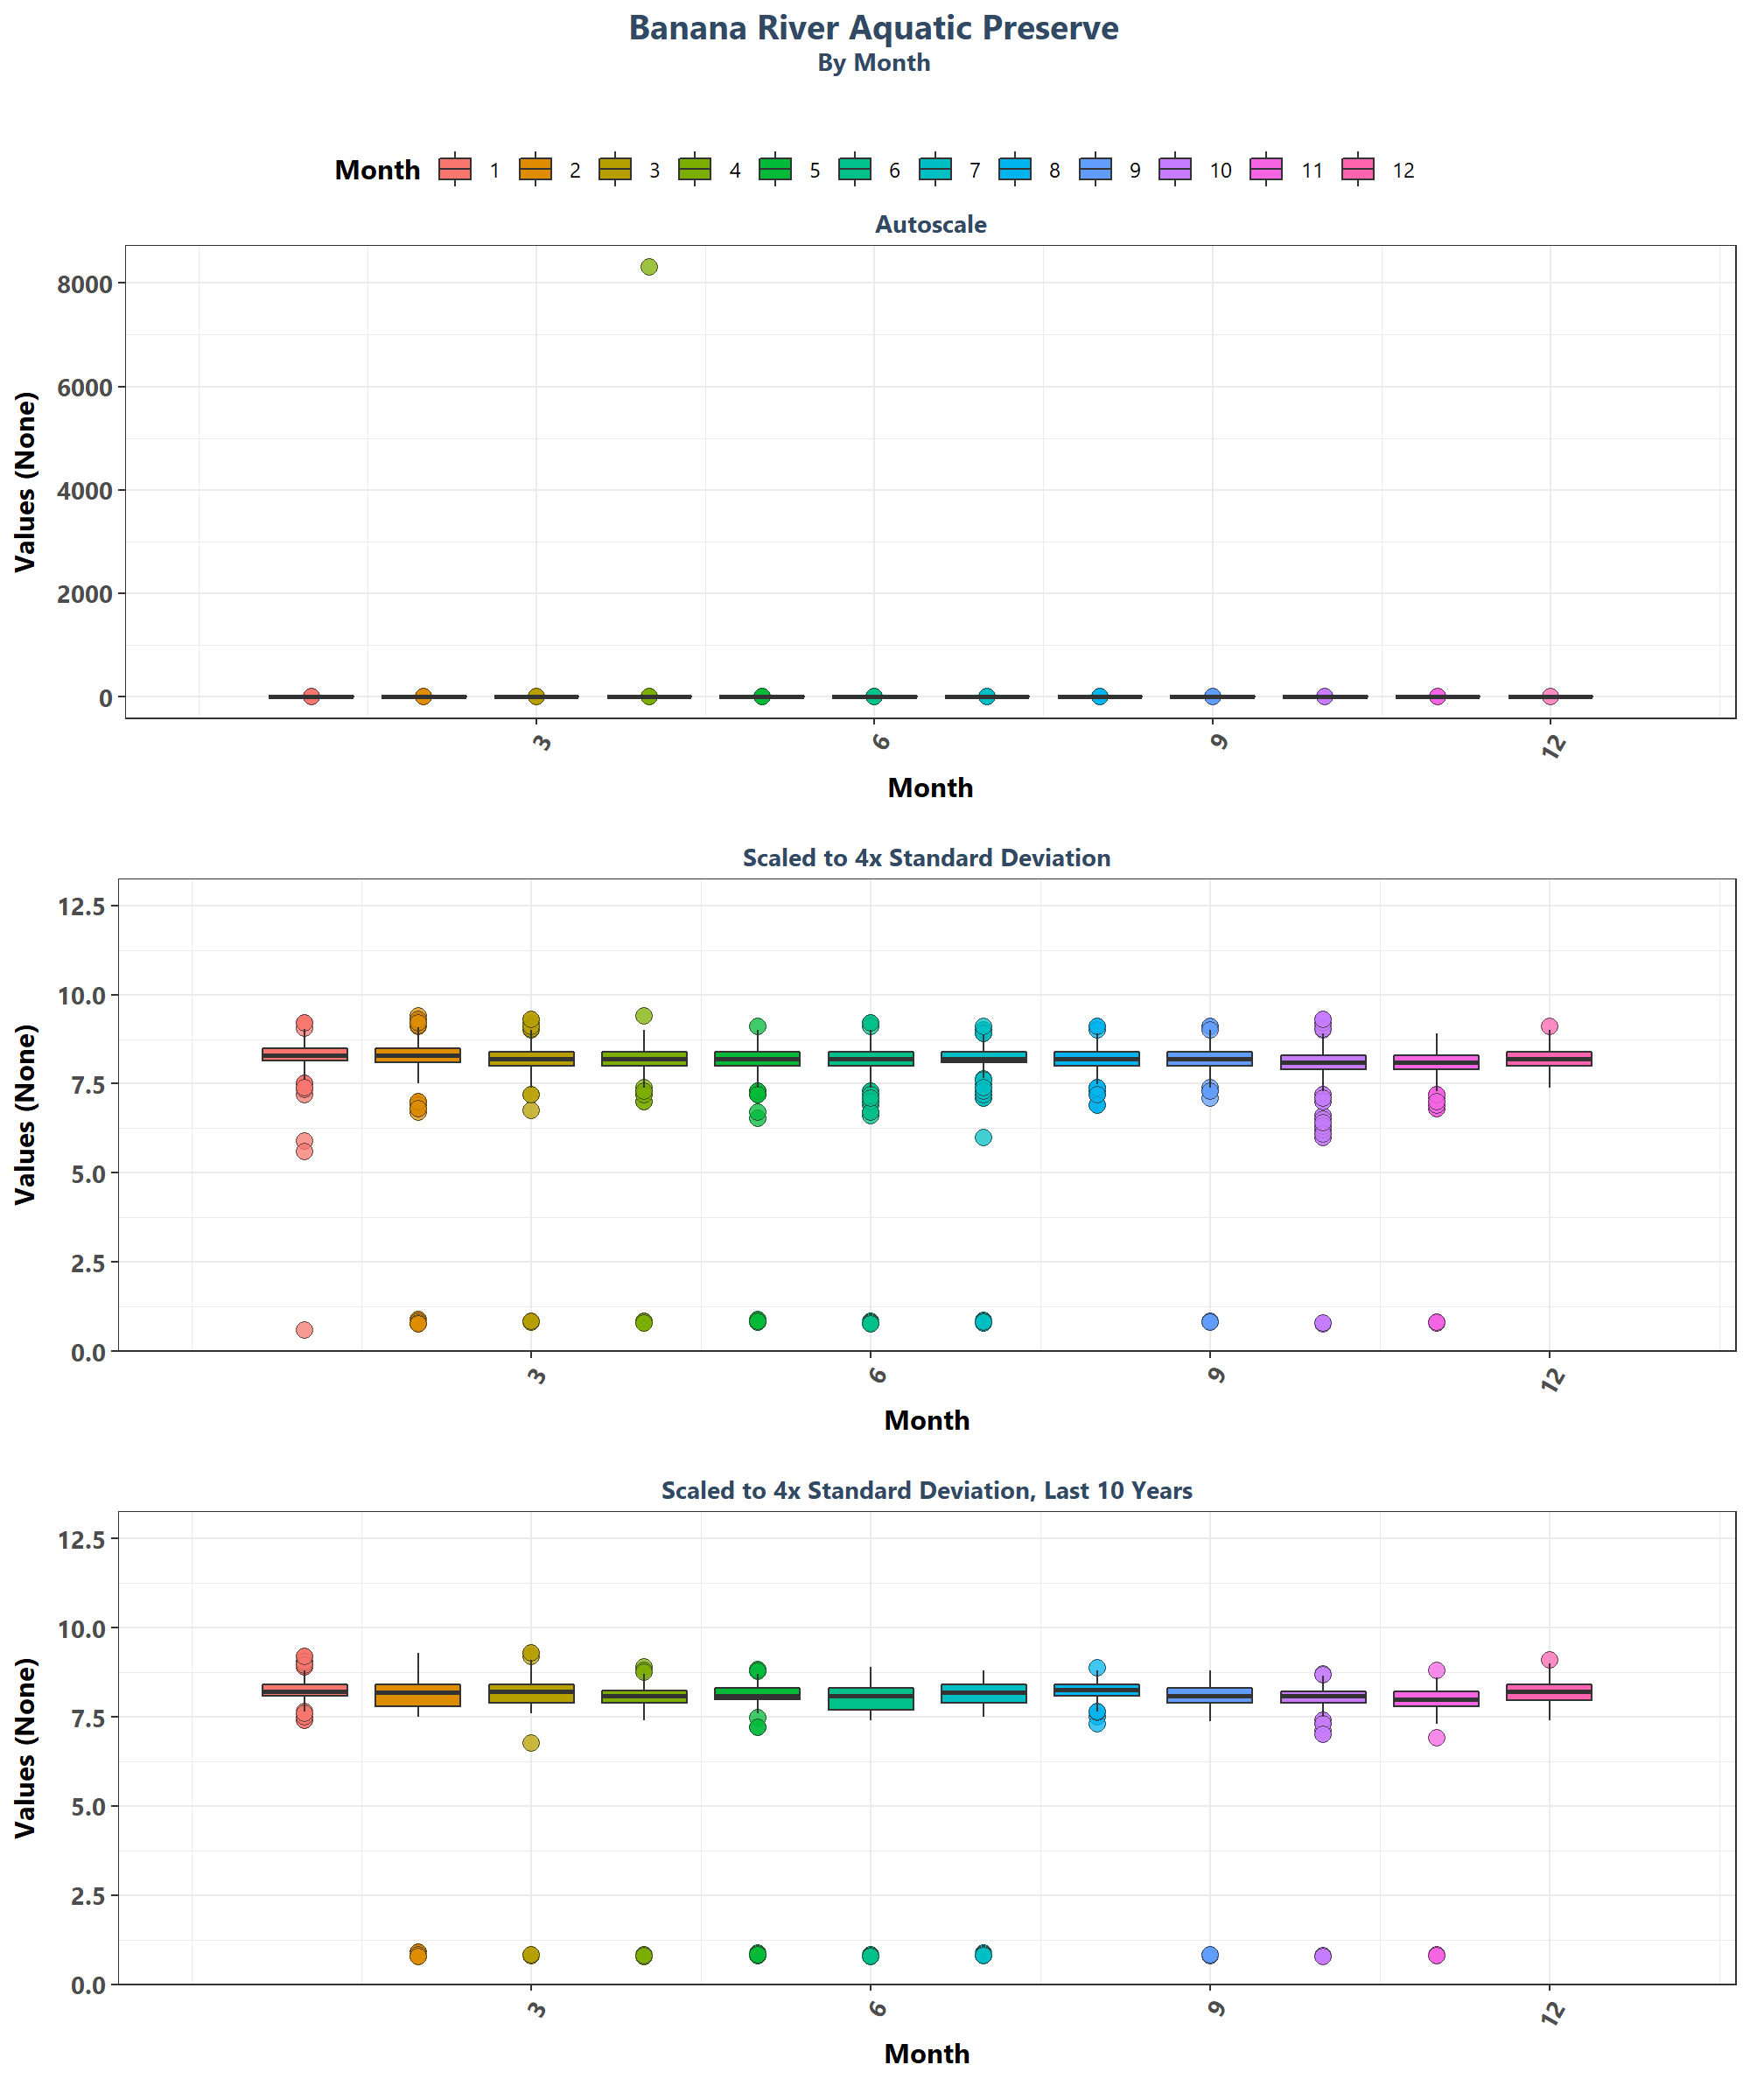 Banana River Aquatic Preserve
By Month
Month 1 2 3 4 5 6 7 8 9 10 11 12
Autoscale
Values (None)
8000
6000
4000
2000
0
3 6 9 12
Month
Scaled to 4x Standard Deviation
Values (None)
12.5
10.0
7.5
5.0
2.5
0.0
3 6 9 12
Month
Scaled to 4x Standard Deviation, Last 10 Years
Values (None)
12.5
10.0
7.5
5.0
2.5
0.0
3 6 9 12
Month